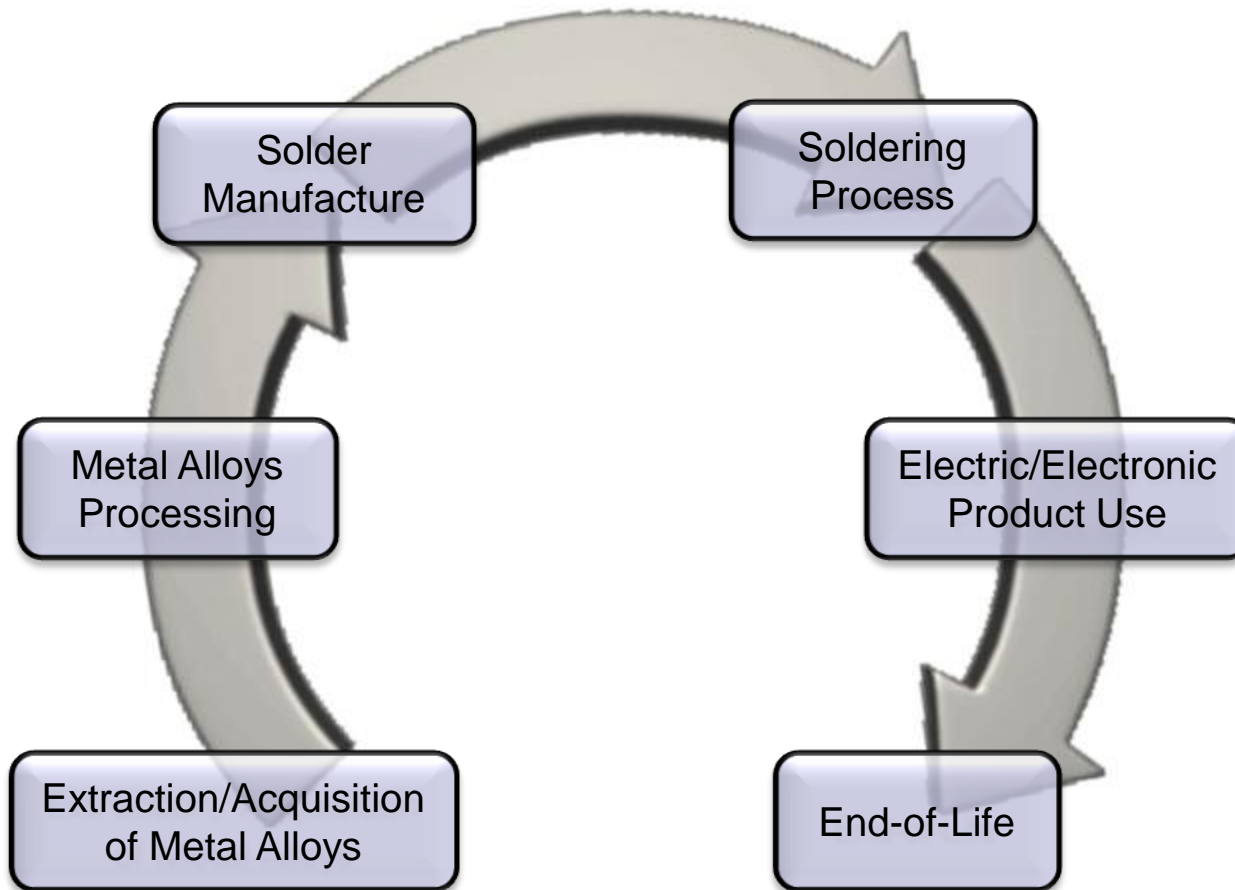 Solder
Manufacture
Soldering
Process
Metal Alloys
Processing
Electric/Electronic
Product Use
Extraction/Acquisition
of Metal Alloys
End-of-Life